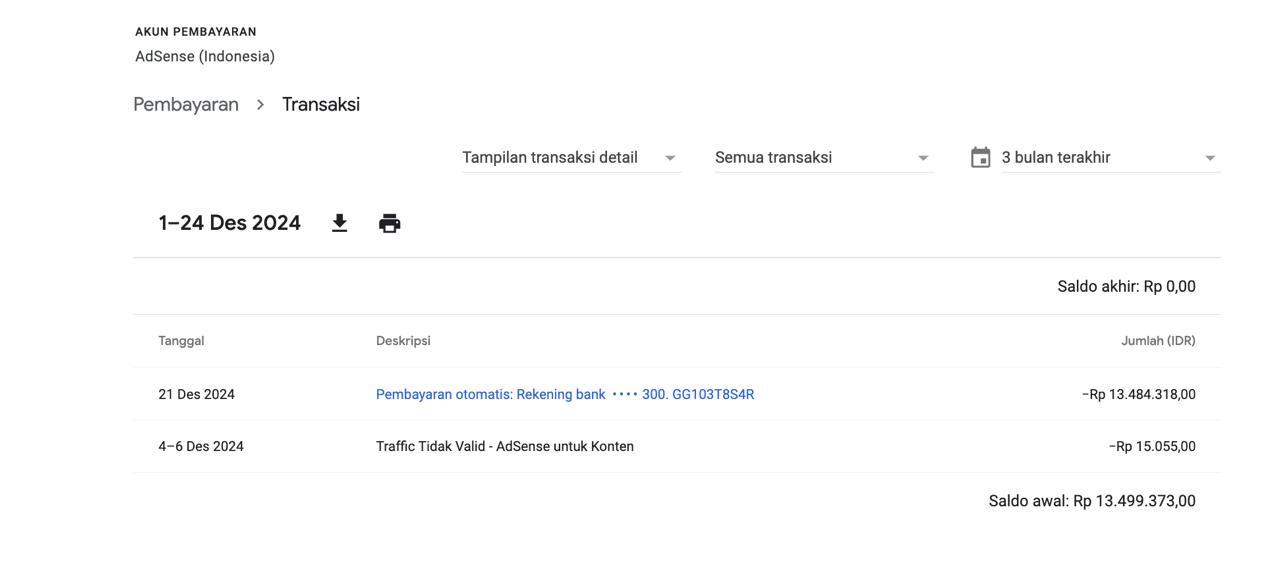 AKUN PEMBAYARAN
AdSense (Indonesia)
Pembayaran > Transaksi
Tampilan transaksi detail Semua transaksi 3 bulan terakhir
1–24 Des 2024
Saldo akhir: Rp 0,00
Tanggal Deskripsi Jumlah (IDR)
21 Des 2024 Pembayaran otomatis: Rekening bank •••• 300. GG103T8S4R −Rp 13.484.318,00
4–6 Des 2024 Traffic Tidak Valid - AdSense untuk Konten −Rp 15.055,00
Saldo awal: Rp 13.499.373,00